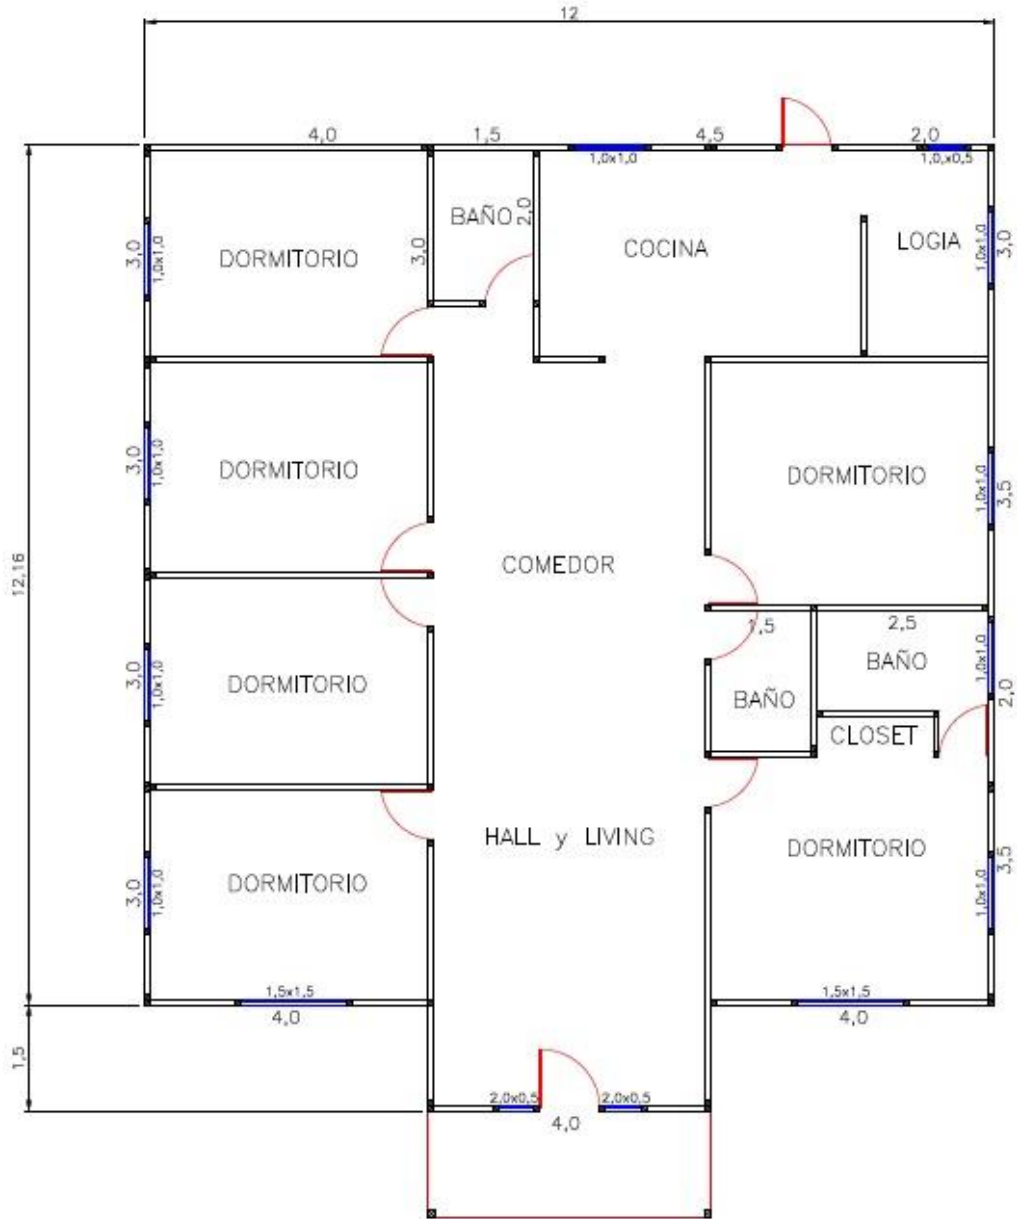 12
4,0
1,5
4,5
2,0
1,0x1,0
1,0,x0,5
BAÑO
2,0
DORMITORIO
3,0
1,0x1,0
3,0
COCINA
LOGIA
1,0x1,0
3,0
DORMITORIO
3,0
1,0x1,0
DORMITORIO
1,0x1,0
3,5
COMEDOR
12,16
1,5
2,5
BAÑO
1,0x1,0
2,0
DORMITORIO
3,0
1,0x1,0
BAÑO
CLOSET
HALL y LIVING
DORMITORIO
1,0x1,0
3,5
DORMITORIO
3,0
1,0x1,0
1,5x1,5
4,0
1,5x1,5
4,0
1,5
2,0x0,5
2,0x0,5
4,0